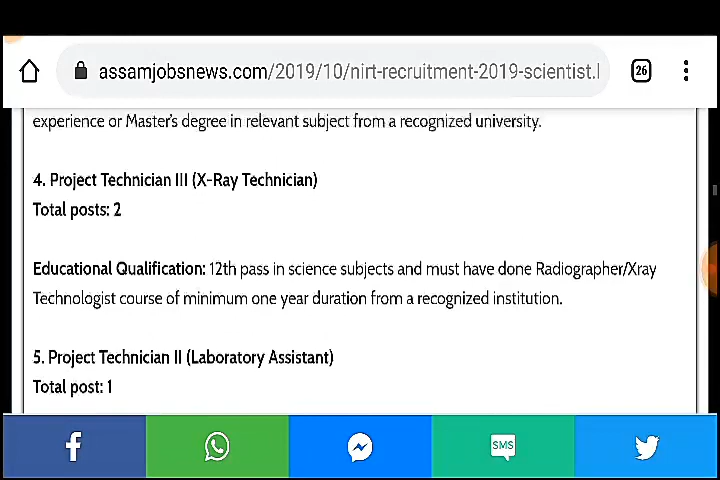 assamjobsnews.com/2019/10/nirt-recruitment-2019-scientist.l
26
experience or Master's degree in relevant subject from a recognized university.
4. Project Technician III (X-Ray Technician)
Total posts: 2
Educational Qualification: 12th pass in science subjects and must have done Radiographer/Xray
Technologist course of minimum one year duration from a recognized institution.
5. Project Technician II (Laboratory Assistant)
Total post: 1
SMS